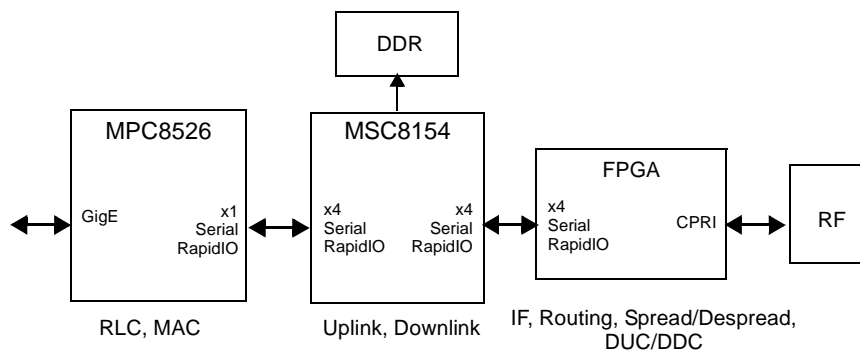 DDR
MPC8526
GigE
x1
Serial
RapidIO
RLC, MAC
MSC8154
x4
Serial
RapidIO
x4
Serial
RapidIO
Uplink, Downlink
FPGA
x4
Serial
RapidIO
CPRI
IF, Routing, Spread/Despread,
DUC/DDC
RF